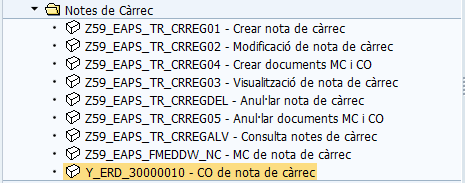 Notes de Càrrec
Z59_EAPS_TR_CRREG01 - Crear nota de càrrec
Z59_EAPS_TR_CRREG02 - Modificació de nota de càrrec
Z59_EAPS_TR_CRREG04 - Crear documents MC i CO
Z59_EAPS_TR_CRREG03 - Visualització de nota de càrrec
Z59_EAPS_TR_CRREGDEL - Anul·lar nota de càrrec
Z59_EAPS_TR_CRREG05 - Anul·lar documents MC i CO
Z59_EAPS_TR_CRREGALV - Consulta notes de càrrec
Z59_EAPS_FMEDDW_NC - MC de nota de càrrec
Y_ERD_30000010 - CO de nota de càrrec